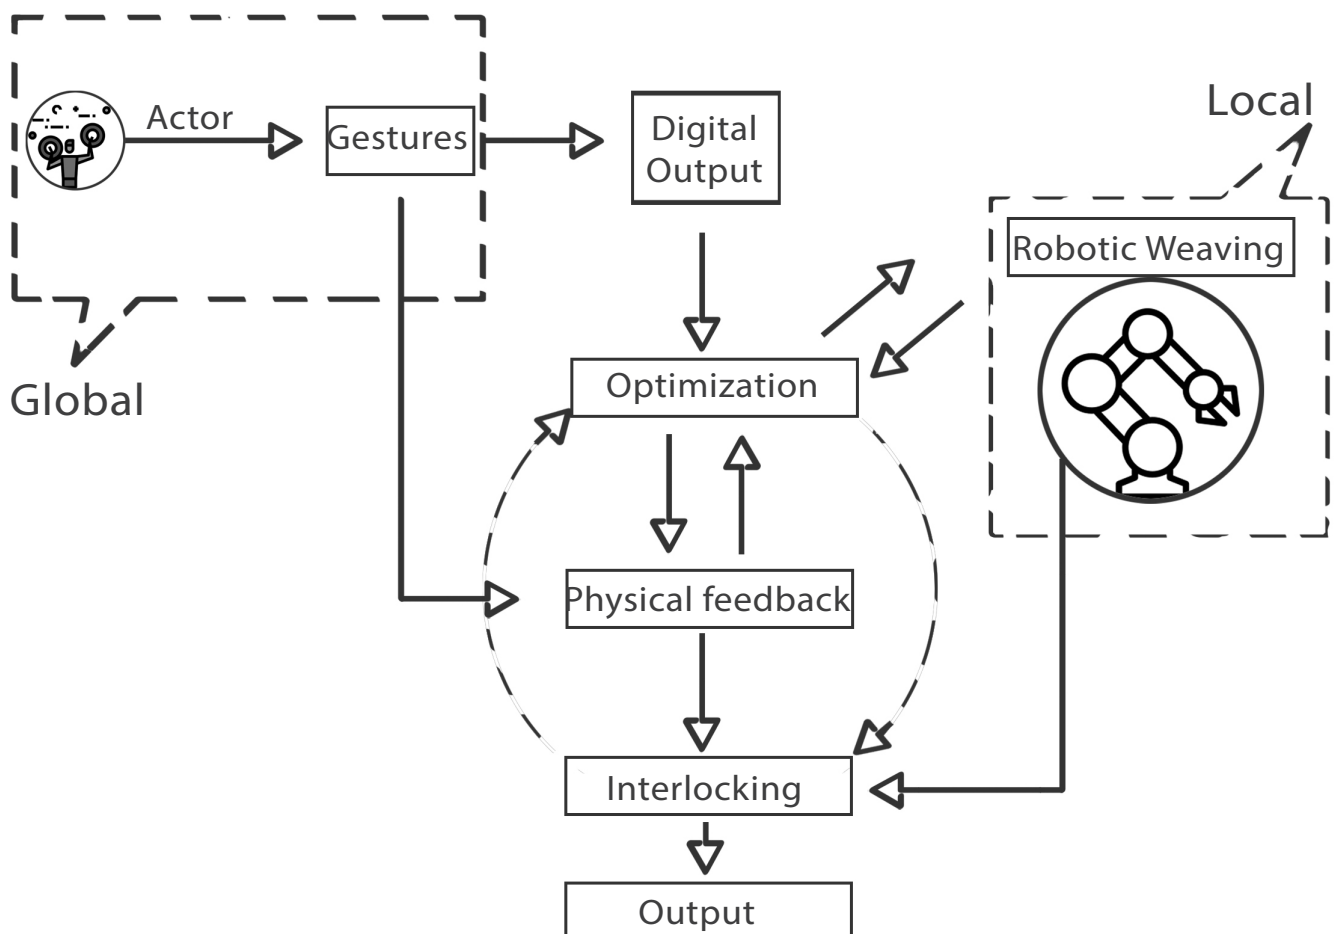 Local
Actor
Gestures
Digital
Output
Robotic Weaving
Optimization
Global
Physical feedback
Interlocking
Output